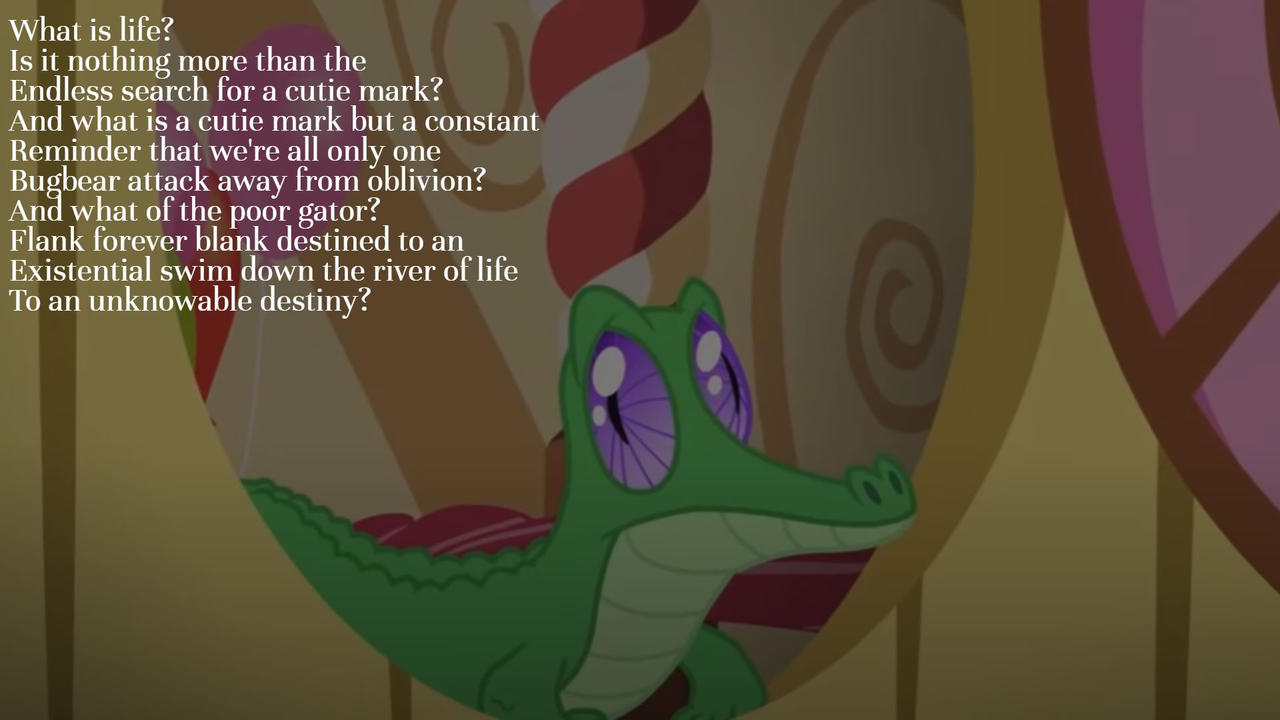 What is life?
Is it nothing more than the
Endless search for a cutie mark?
And what is a cutie mark but a constant
Reminder that we're all only one
Bugbear attack away from oblivion?
And what of the poor gator?
Flank forever blank destined to an
Existential swim down the river of life
To an unknowable destiny?